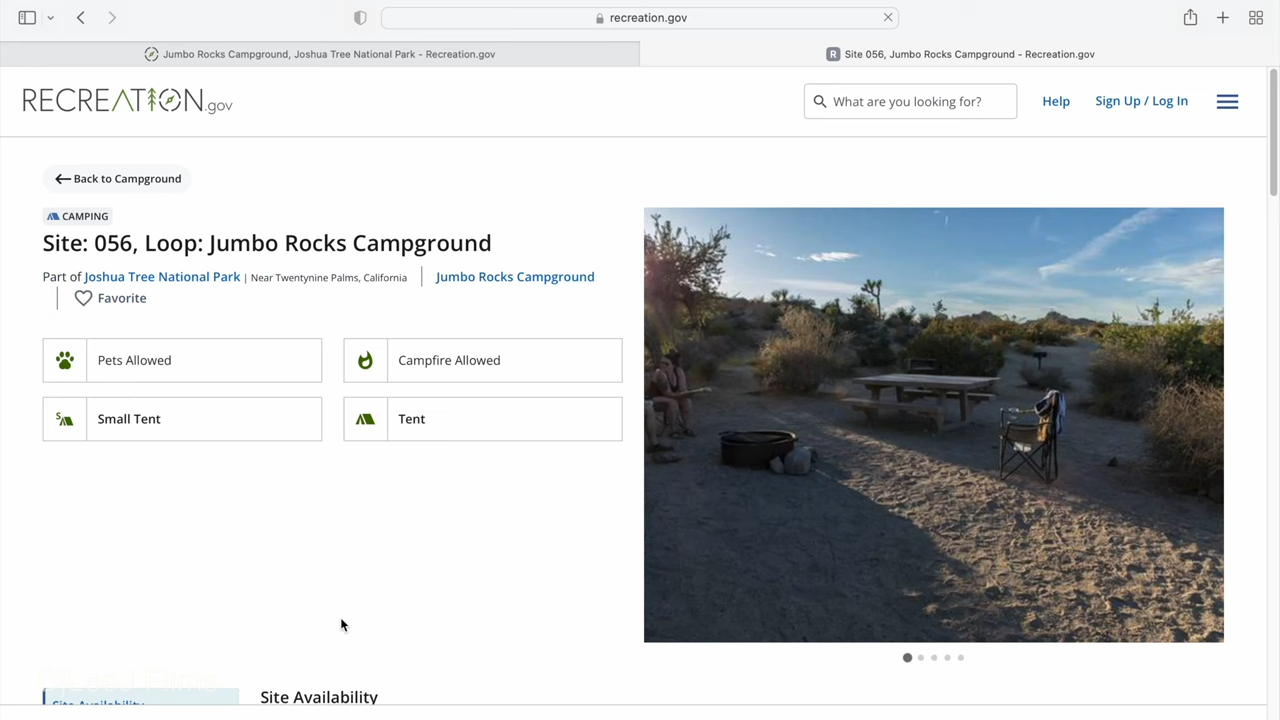 recreation.gov
Jumbo Rocks Campground, Joshua Tree National Park - Recreation.gov
R Site 056, Jumbo Rocks Campground - Recreation.gov
RECREATION.gov
What are you looking for?
Help
Sign Up / Log In
Back to Campground
CAMPING
Site: 056, Loop: Jumbo Rocks Campground
Part of Joshua Tree National Park | Near Twentynine Palms, California | Jumbo Rocks Campground
| Favorite
Pets Allowed
Campfire Allowed
S Small Tent
Tent
Site Availability
Site Availability